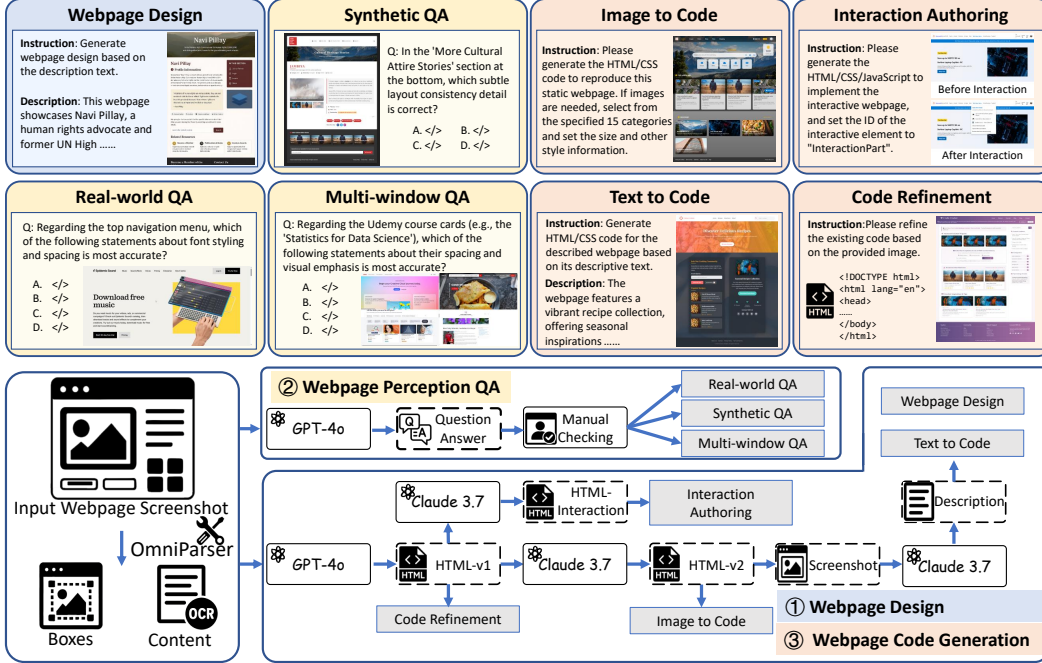 Webpage Design
Instruction: Generate
webpage design based on
the description text.
Description: This
webpage
showcases Navi Pillay, a
human rights advocate and
former UN High ……
Navi Pillay
Navi Pillay
Synthetic QA
Q: In the 'More Cultural
Attire Stories' section at
the bottom, which subtle
layout consistency detail
is correct?
A. </> B. </>
C. </> D. </>
Image to Code
Instruction: Please
generate the HTML/CSS
code to reproduce this
static webpage. If images
are needed, select from
the specified 15 categories
and set the size and other
style information.
Interaction Authoring
Instruction: Please
generate the
HTML/CSS/JavaScript to
implement the
interactive webpage,
and set the ID of the
interactive element to
"InteractionPart".
Before Interaction
After Interaction
Real-world QA
Q: Regarding the top navigation menu, which
of the following statements about font styling
and spacing is most accurate?
A. </>
B. </>
C. </>
D. </>
Download free
music
Multi-window QA
Q: Regarding the Udemy course cards (e.g., the
'Statistics for Data Science'), which of the
following statements about their spacing and
visual emphasis is most accurate?
A. </>
B. </>
C. </>
D. </>
Text to Code
Instruction: Generate
HTML/CSS code for the
described webpage based
on its descriptive text.
Description: The
webpage features a
vibrant recipe collection,
offering seasonal
inspirations ……
Code Refinement
Instruction:Please refine
the existing code based
on the provided image.
<!DOCTYPE html>
<html lang="en">
<head>
……
</body>
</html>
HTML
Input Webpage Screenshot
OmniParser
Boxes
OCR
Content
② Webpage Perception QA
GPT-4o
Q
A
Question
Answer
Manual
Checking
Real-world QA
Synthetic QA
Multi-window QA
Webpage Design
Text to Code
Claude 3.7
HTML
HTML-
Interaction
Interaction
Authoring
Description
GPT-4o
HTML
HTML-v1
Claude 3.7
HTML
HTML-v2
Screenshot
Claude 3.7
Code Refinement
Image to Code
① Webpage Design
③ Webpage Code Generation